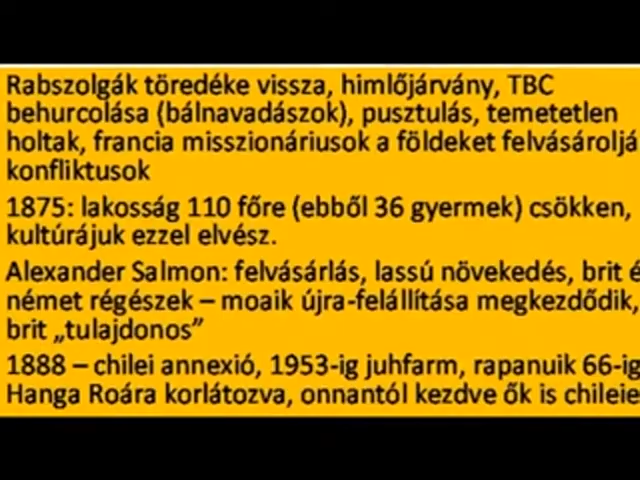 Rabszolgák töredéke vissza, himlőjárvány, TBC
behurcolása (bálnavadászok), pusztulás, temetetlen
holtak, francia misszionáriusok a földeket felvásároljá
konfliktusok
1875: lakosság 110 főre (ebből 36 gyermek) csökken,
kultúrájuk ezzel elvész.
Alexander Salmon: felvásárlás, lassú növekedés, brit é
német régészek – moaik újra-felállítása megkezdődik,
brit „tulajdonos”
1888 – chilei annexió, 1953-ig juhfarm, rapanuik 66-ig
Hanga Roára korlátozva, onnantól kezdve ők is chileie